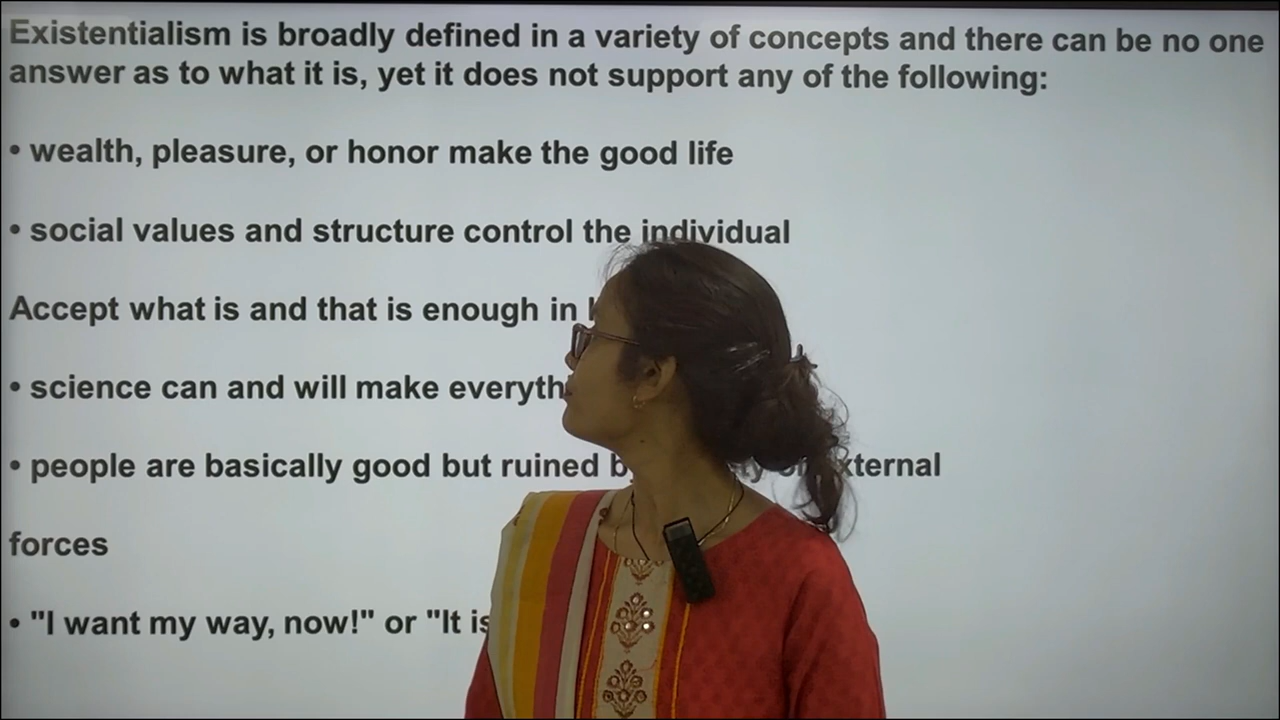 Existentialism is broadly defined in a variety of concepts and there can be no one
answer as to what it is, yet it does not support any of the following:
• wealth, pleasure, or honor make the good life
• social values and structure control the individual
Accept what is and that is enough in
• science can and will make
• people are basically good but ruined
forces
• "I want my way, now!" or "It